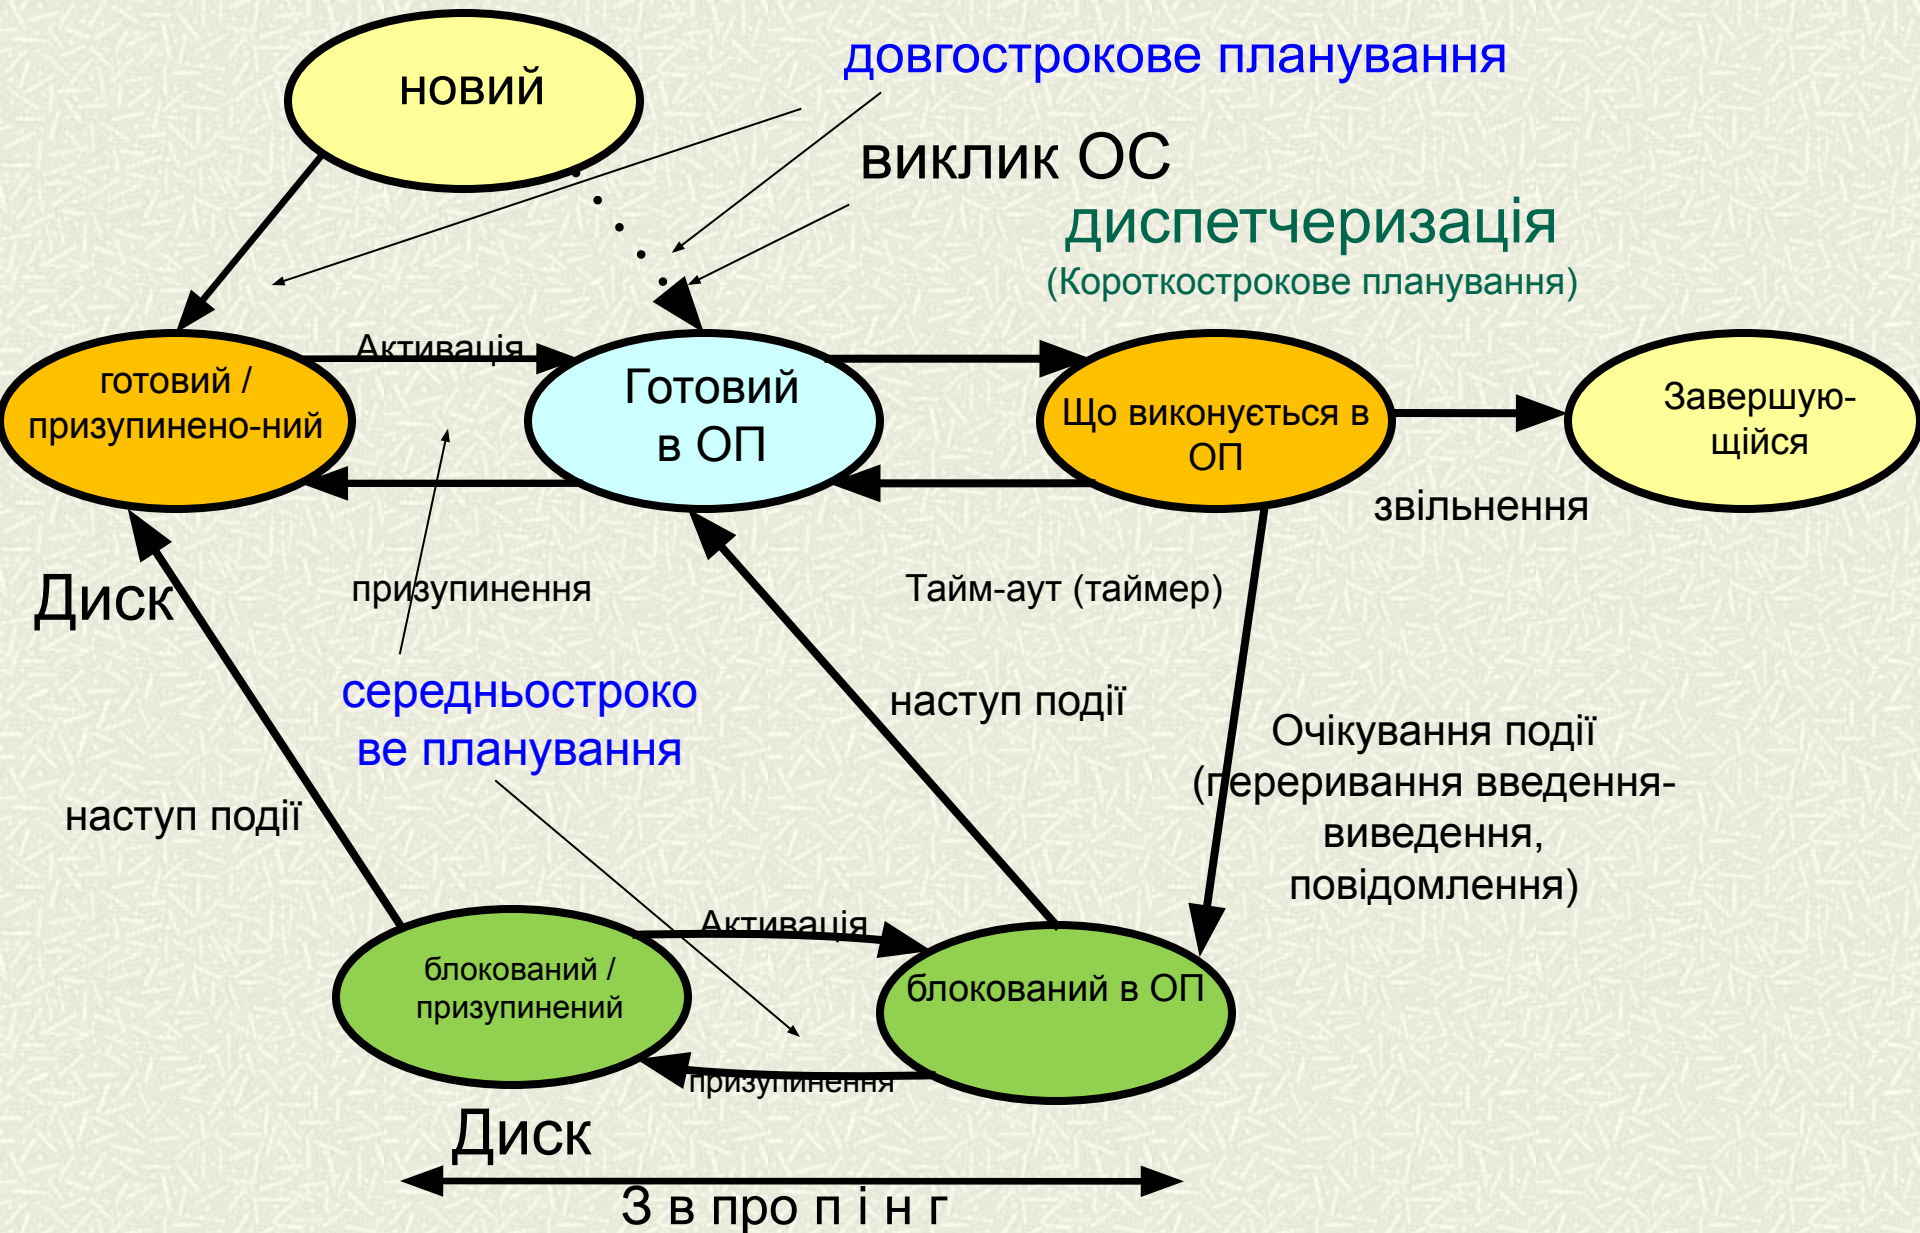 новий
довгострокове планування
виклик ОС
диспетчеризація
(Короткострокове планування)
Активація
готовий /
призупинено-ний
Готовий
в ОП
Що виконується в
ОП
Завершую-
щійся
звільнення
Диск
призупинення
Тайм-аут (таймер)
середньостроко
ве планування
наступ події
Очікування події
(переривання введення-
виведення,
повідомлення)
наступ події
Активація
блокований /
призупинений
блокований в ОП
призупинення
Диск
З в про п і н г